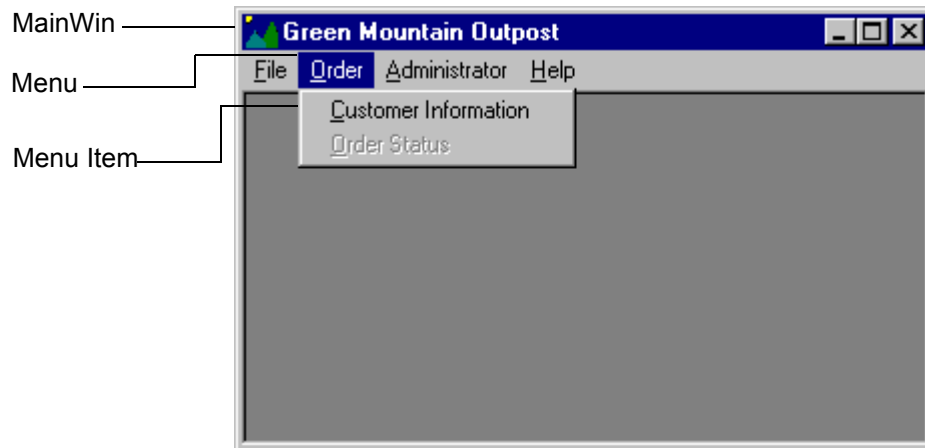 MainWin
Green Mountain Outpost
Menu
File Order Administrator Help
Customer Information
Menu Item
Order Status